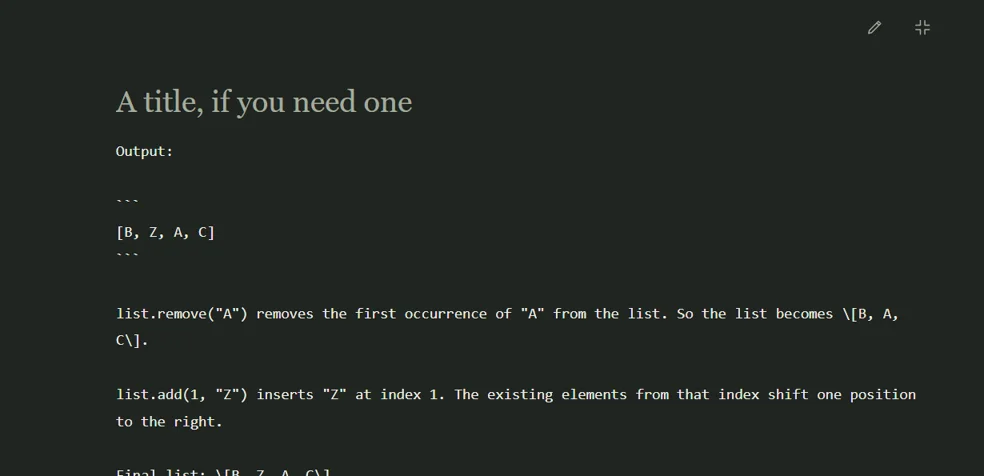 A title, if you need one
Output:
```
[B, Z, A, C]
```
list.remove("A") removes the first occurrence of "A" from the list. So the list becomes \[B, A,
C\].
list.add(1, "Z") inserts "Z" at index 1. The existing elements from that index shift one position
to the right.
Final list: \[B, Z, A, C\]